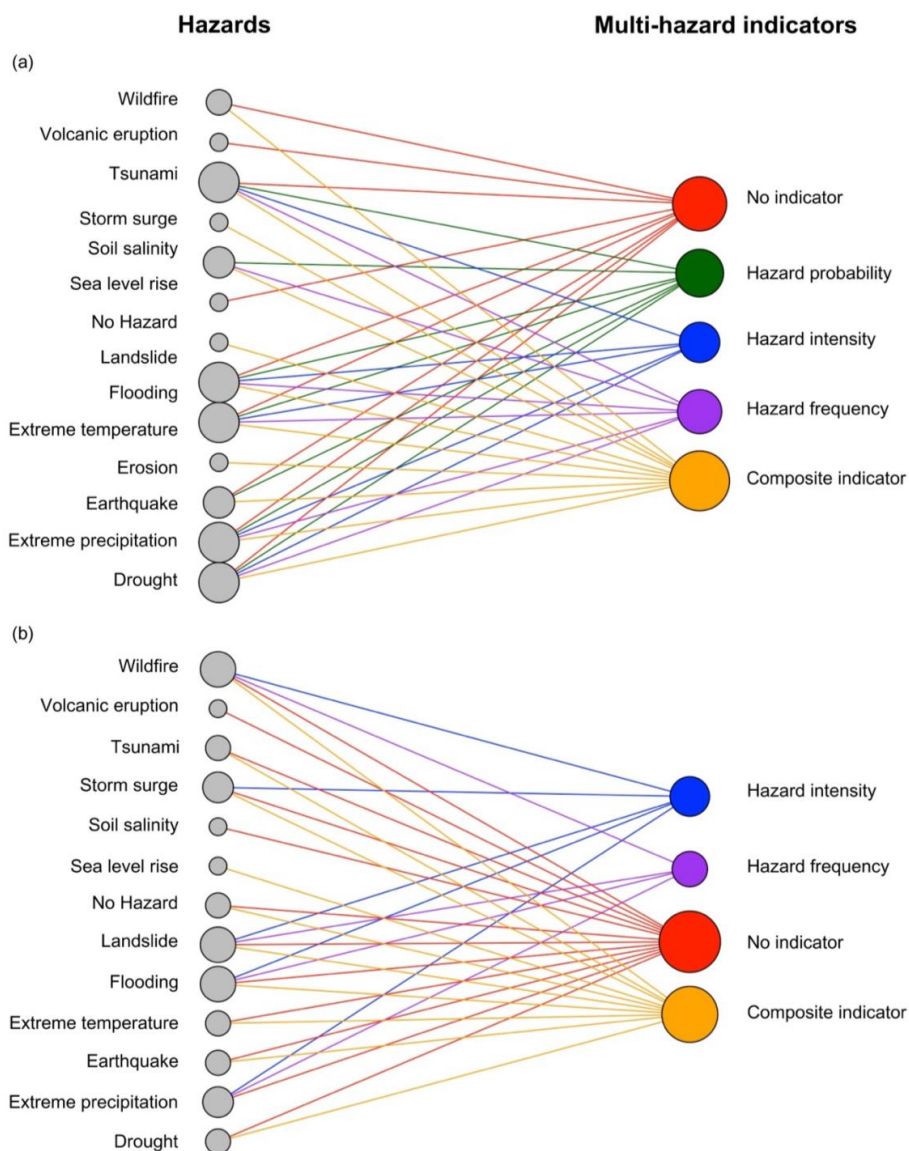 Hazards
Multi-hazard indicators
(a)
Wildfire
Volcanic eruption
Tsunami
Storm surge
Soil salinity
Sea level rise
No Hazard
Landslide
Flooding
Extreme temperature
Erosion
Earthquake
Extreme precipitation
Drought
No indicator
Hazard probability
Hazard intensity
Hazard frequency
Composite indicator
(b)
Wildfire
Volcanic eruption
Tsunami
Storm surge
Soil salinity
Sea level rise
No Hazard
Landslide
Flooding
Extreme temperature
Earthquake
Extreme precipitation
Drought
Hazard intensity
Hazard frequency
No indicator
Composite indicator